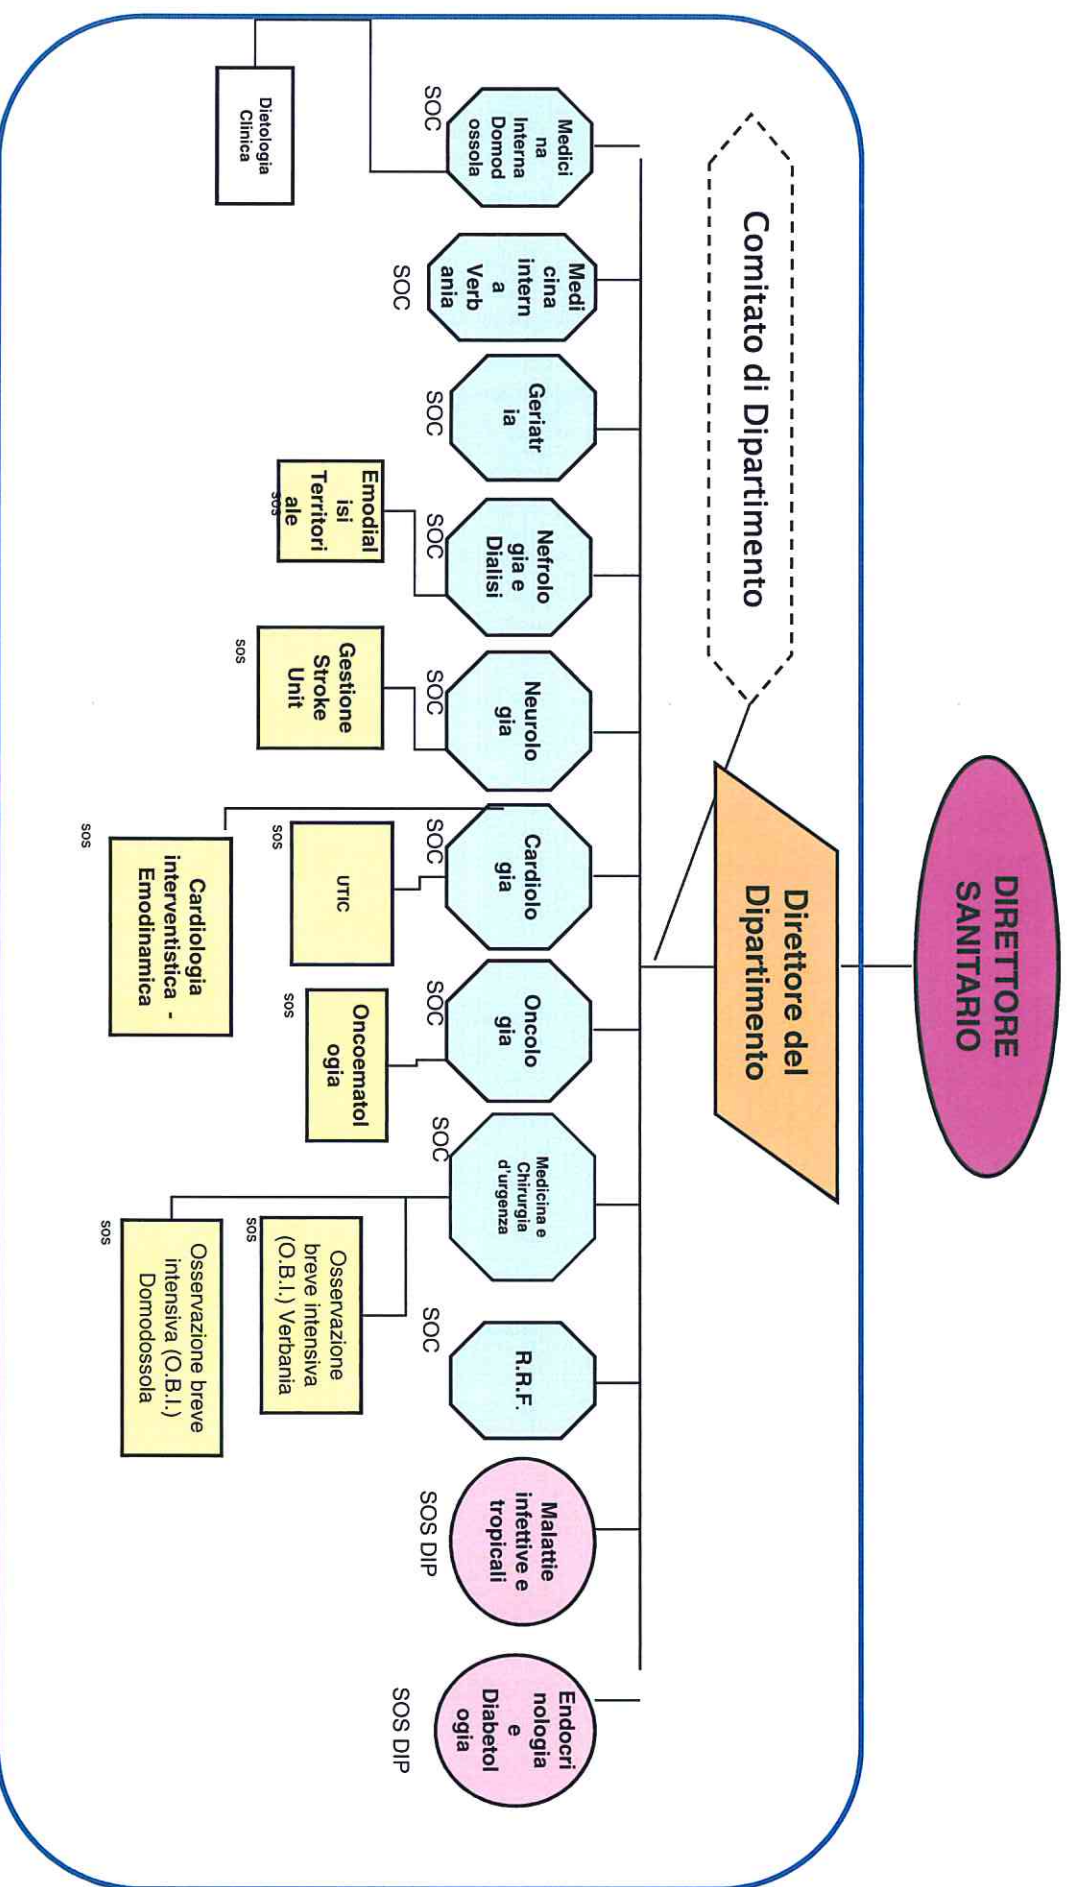 DIRETTORE
SANITARIO
Direttore del
Dipartimento
Comitato di Dipartimento
Medici
na
Interna
Domod
ossola
SOC
Medi
cina
intern
a
Verb
ania
SOC
Geriatr
ia
SOC
Nefrolo
gia e
Dialisi
SOC
Neurolo
gia
SOC
Cardiolo
gia
SOC
Oncolo
gia
SOC
Medicina e
Chirurgia
d'urgenza
SOC
R.R.F.
SOC
Malattie
infettive e
tropicali
SOS DIP
Endocri
nologia
e
Diabetol
ogia
SOS DIP
Dietologia
Clinica
Emodial
isi
Territori
ale
sos
Gestione
Stroke
Unit
sos
UTIC
sos
Cardiologia
interventistica -
Emodinamica
sos
Oncoematol
ogia
sos
Osservazione
breve intensiva
(O.B.I.) Verbania
sos
Osservazione breve
intensiva (O.B.I.)
Domodossola
sos